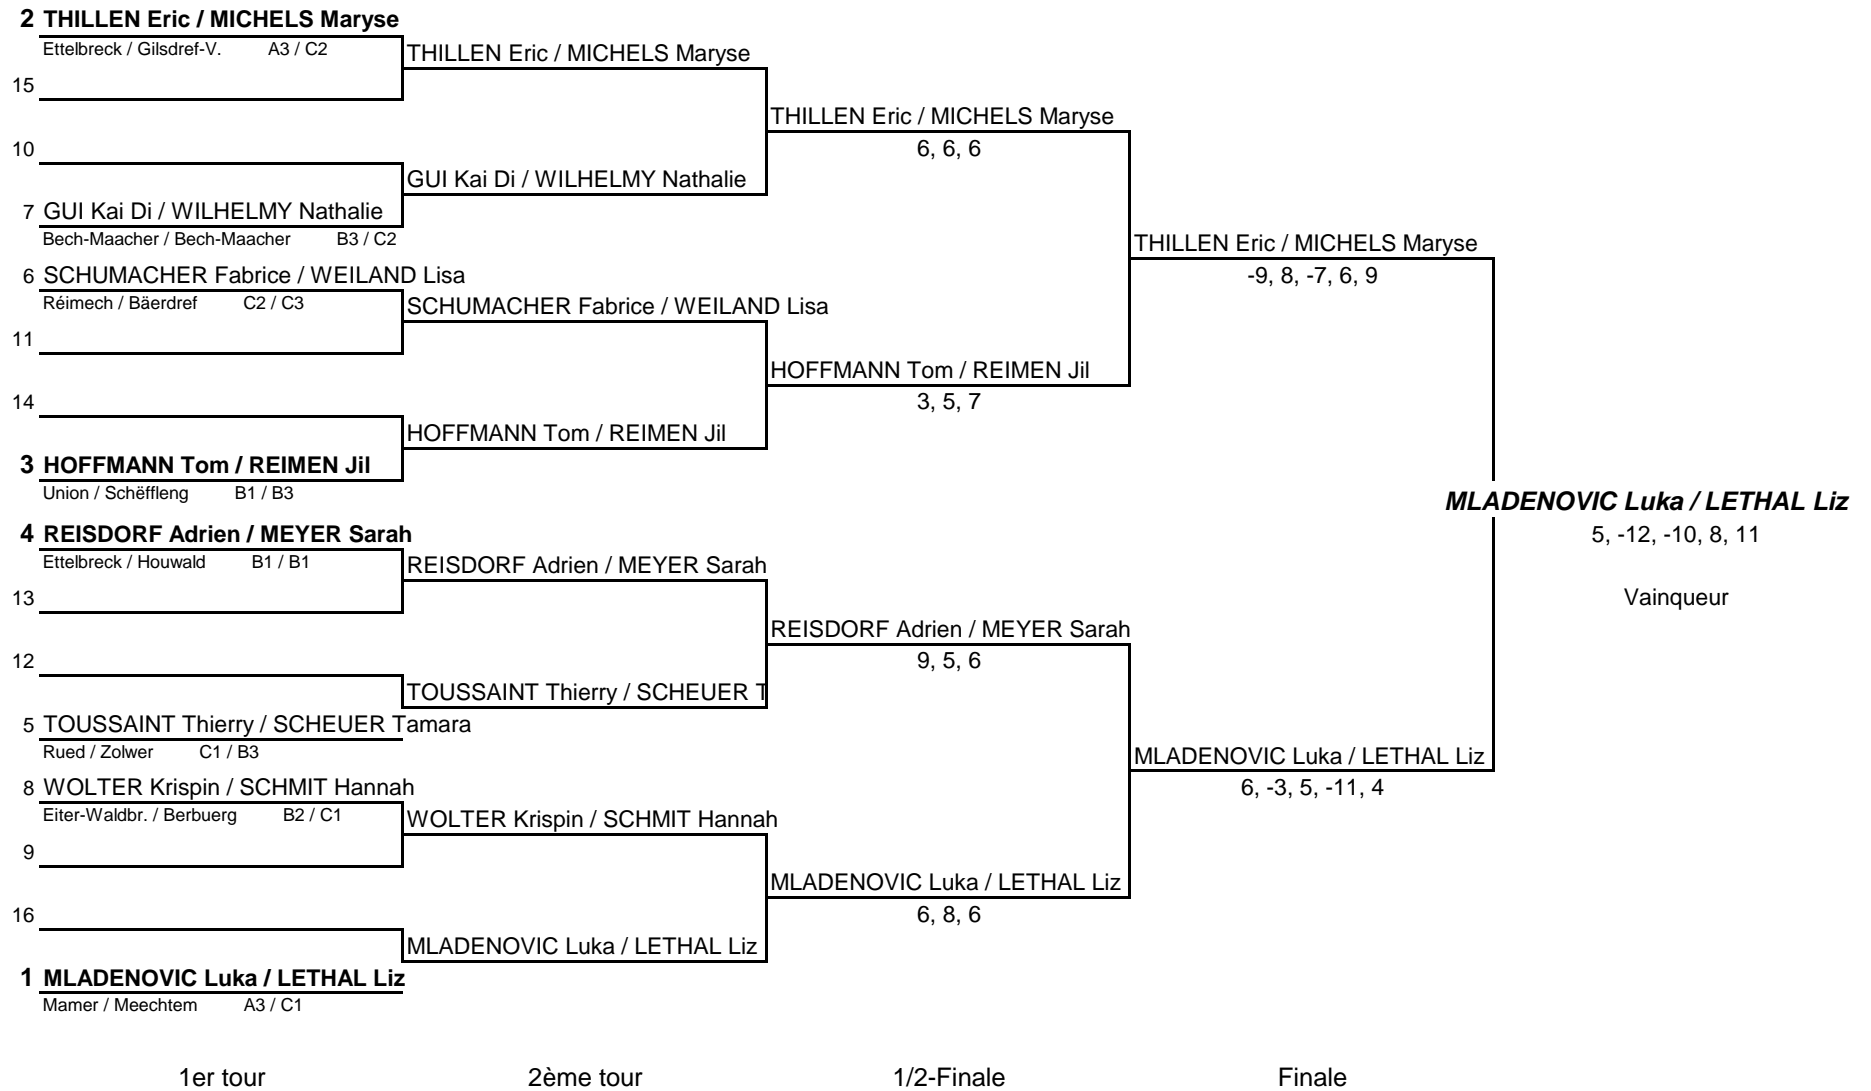 2 THILLEN Eric / MICHELS Maryse
Ettelbreck / Gilsdref-V. A3 / C2
THILLEN Eric / MICHELS Maryse
15
THILLEN Eric / MICHELS Maryse
10
6, 6, 6
GUI Kai Di / WILHELMY Nathalie
7 GUI Kai Di / WILHELMY Nathalie
Bech-Maacher / Bech-Maacher B3 / C2
THILLEN Eric / MICHELS Maryse
6 SCHUMACHER Fabrice / WEILAND Lisa
-9, 8, -7, 6, 9
Réimech / Bäerdref C2 / C3
SCHUMACHER Fabrice / WEILAND Lisa
11
HOFFMANN Tom / REIMEN Jil
14
3, 5, 7
HOFFMANN Tom / REIMEN Jil
3 HOFFMANN Tom / REIMEN Jil
Union / Schëffleng B1 / B3
MLADENOVIC Luka / LETHAL Liz
4 REISDORF Adrien / MEYER Sarah
5, -12, -10, 8, 11
Ettelbreck / Houwald B1 / B1
REISDORF Adrien / MEYER Sarah
13
Vainqueur
REISDORF Adrien / MEYER Sarah
12
9, 5, 6
TOUSSAINT Thierry / SCHEUER T
5 TOUSSAINT Thierry / SCHEUER Tamara
Rued / Zolwer C1 / B3
MLADENOVIC Luka / LETHAL Liz
8 WOLTER Krispin / SCHMIT Hannah
6, -3, 5, -11, 4
Eiter-Waldbr. / Berbuerg B2 / C1
WOLTER Krispin / SCHMIT Hannah
9
MLADENOVIC Luka / LETHAL Liz
16
6, 8, 6
MLADENOVIC Luka / LETHAL Liz
1 MLADENOVIC Luka / LETHAL Liz
Mamer / Meechtem A3 / C1
1er tour 2ème tour 1/2-Finale Finale